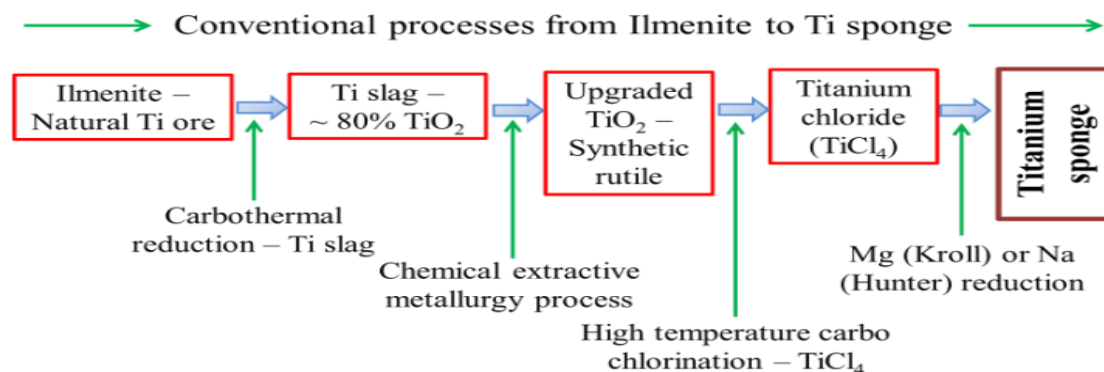 Conventional processes from Ilmenite to Ti sponge
Ilmenite –
Natural Ti ore
Ti slag –
~ 80% TiO₂
Upgraded
TiO₂ –
Synthetic
rutile
Titanium
chloride
(TiCl₄)
Titanium
sponge
Carbothermal
reduction – Ti slag
Chemical extractive
metallurgy process
High temperature carbo
chlorination – TiCl₄
Mg (Kroll) or Na
(Hunter) reduction